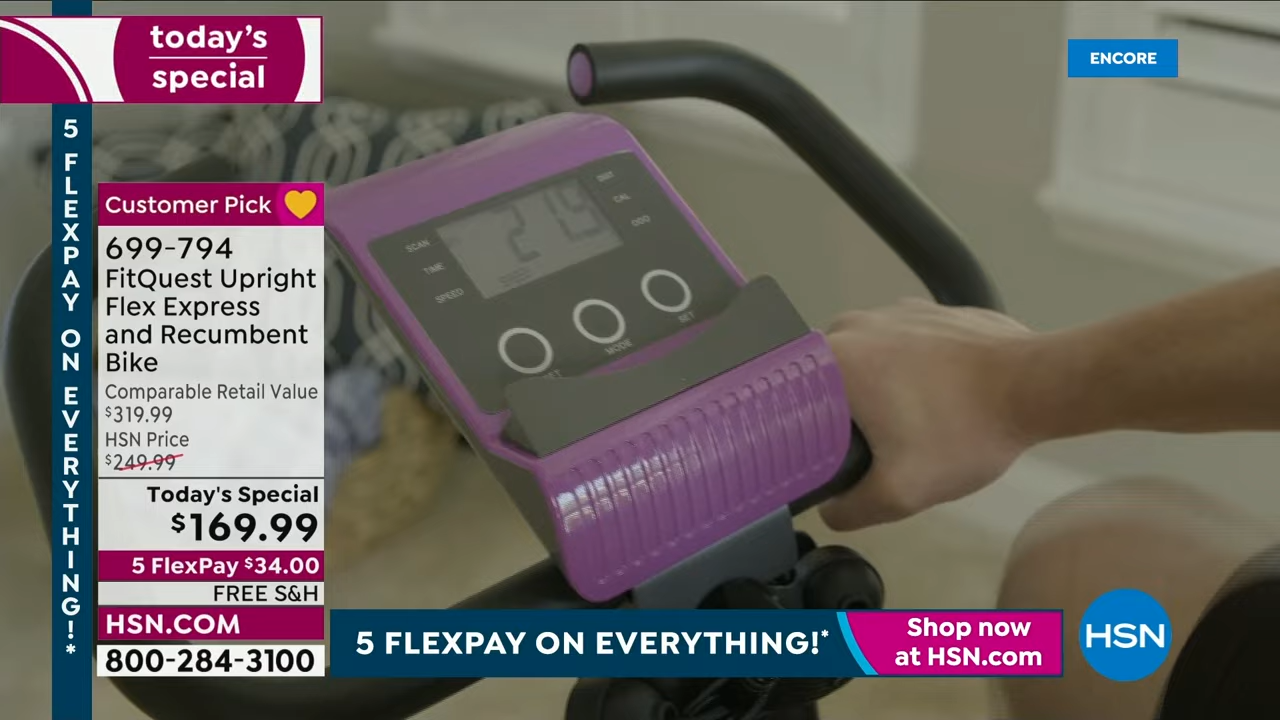 today's
special
ENCORE
5 FLEXPAY ON EVERYTHING!*
Customer Pick
699-794
FitQuest Upright
Flex Express
and Recumbent
Bike
Comparable Retail Value
$319.99
HSN Price
$249.99
Today's Special
$169.99
5 FlexPay $34.00
FREE S&H
HSN.COM
800-284-3100
SCAN
TIME
SPEED
DIST
CAL
ODO
MODE
SET
5 FLEXPAY ON EVERYTHING!*
Shop now
at HSN.com
HSN